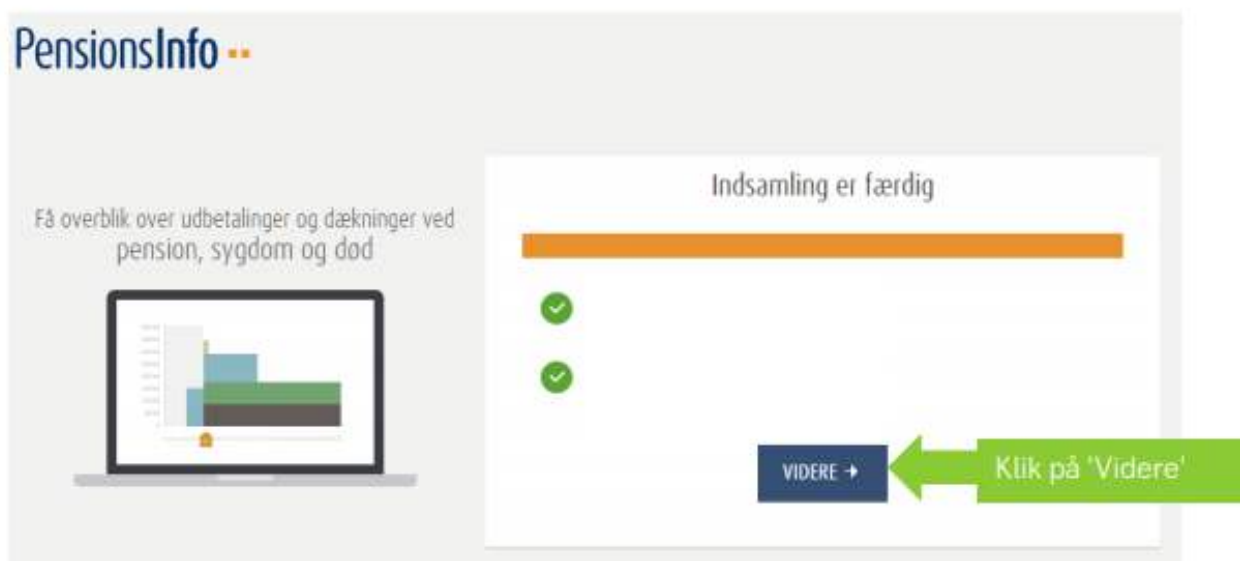 PensionsInfo
Indsamling er færdig
Få overblik over udbetalinger og dækninger ved
pension, sygdom og død
VIDERE →
Klik på 'Videre'